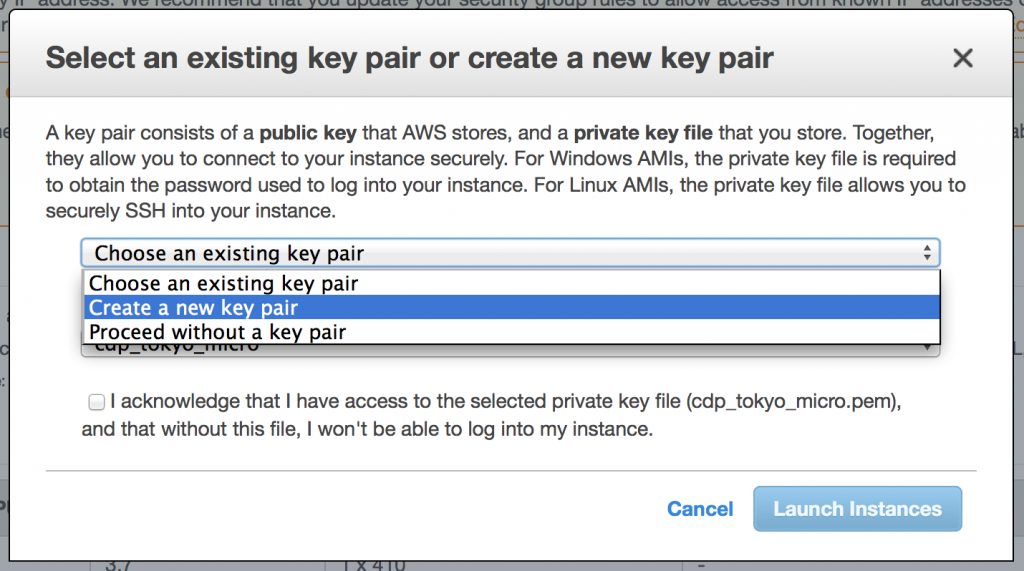 y IP address. We recommend that you update your security group rules to allow access from known IP addresses
Select an existing key pair or create a new key pair
A key pair consists of a public key that AWS stores, and a private key file that you store. Together,
they allow you to connect to your instance securely. For Windows AMIs, the private key file is required
to obtain the password used to log into your instance. For Linux AMIs, the private key file allows you to
securely SSH into your instance.
Choose an existing key pair
Choose an existing key pair
Create a new key pair
Proceed without a key pair
cdp_tokyo_micro
I acknowledge that I have access to the selected private key file (cdp_tokyo_micro.pem),
and that without this file, I won't be able to log into my instance.
Cancel Launch Instances
3.7 1 x 410 -